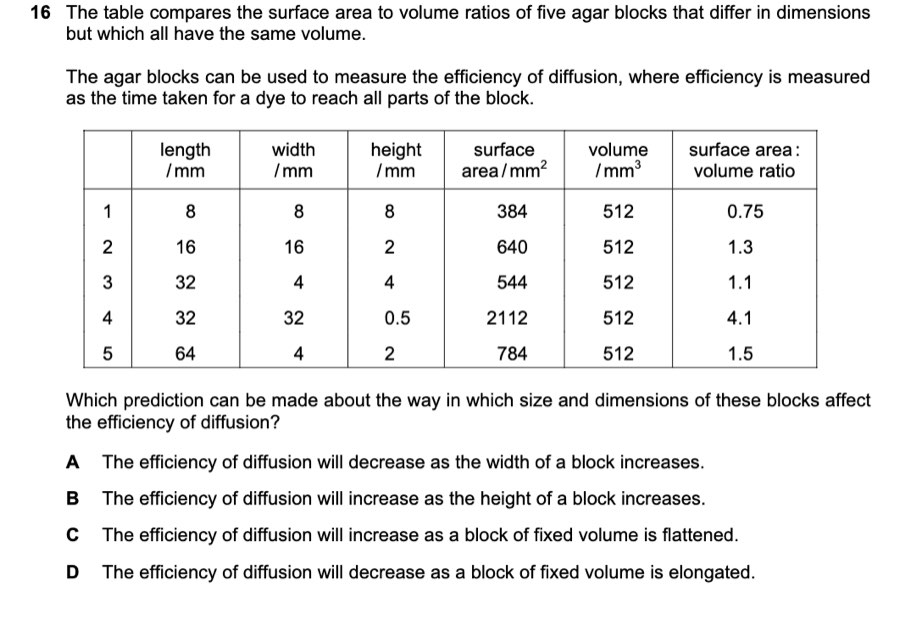 16 The table compares the surface area to volume ratios of five agar blocks that differ in dimensions
but which all have the same volume.
The agar blocks can be used to measure the efficiency of diffusion, where efficiency is measured
as the time taken for a dye to reach all parts of the block.
length width height surface volume surface area :
/ mm / mm / mm area / mm² / mm³ volume ratio
1 8 8 8 384 512 0.75
2 16 16 2 640 512 1.3
3 32 4 4 544 512 1.1
4 32 32 0.5 2112 512 4.1
5 64 4 2 784 512 1.5
Which prediction can be made about the way in which size and dimensions of these blocks affect
the efficiency of diffusion?
A The efficiency of diffusion will decrease as the width of a block increases.
B The efficiency of diffusion will increase as the height of a block increases.
C The efficiency of diffusion will increase as a block of fixed volume is flattened.
D The efficiency of diffusion will decrease as a block of fixed volume is elongated.